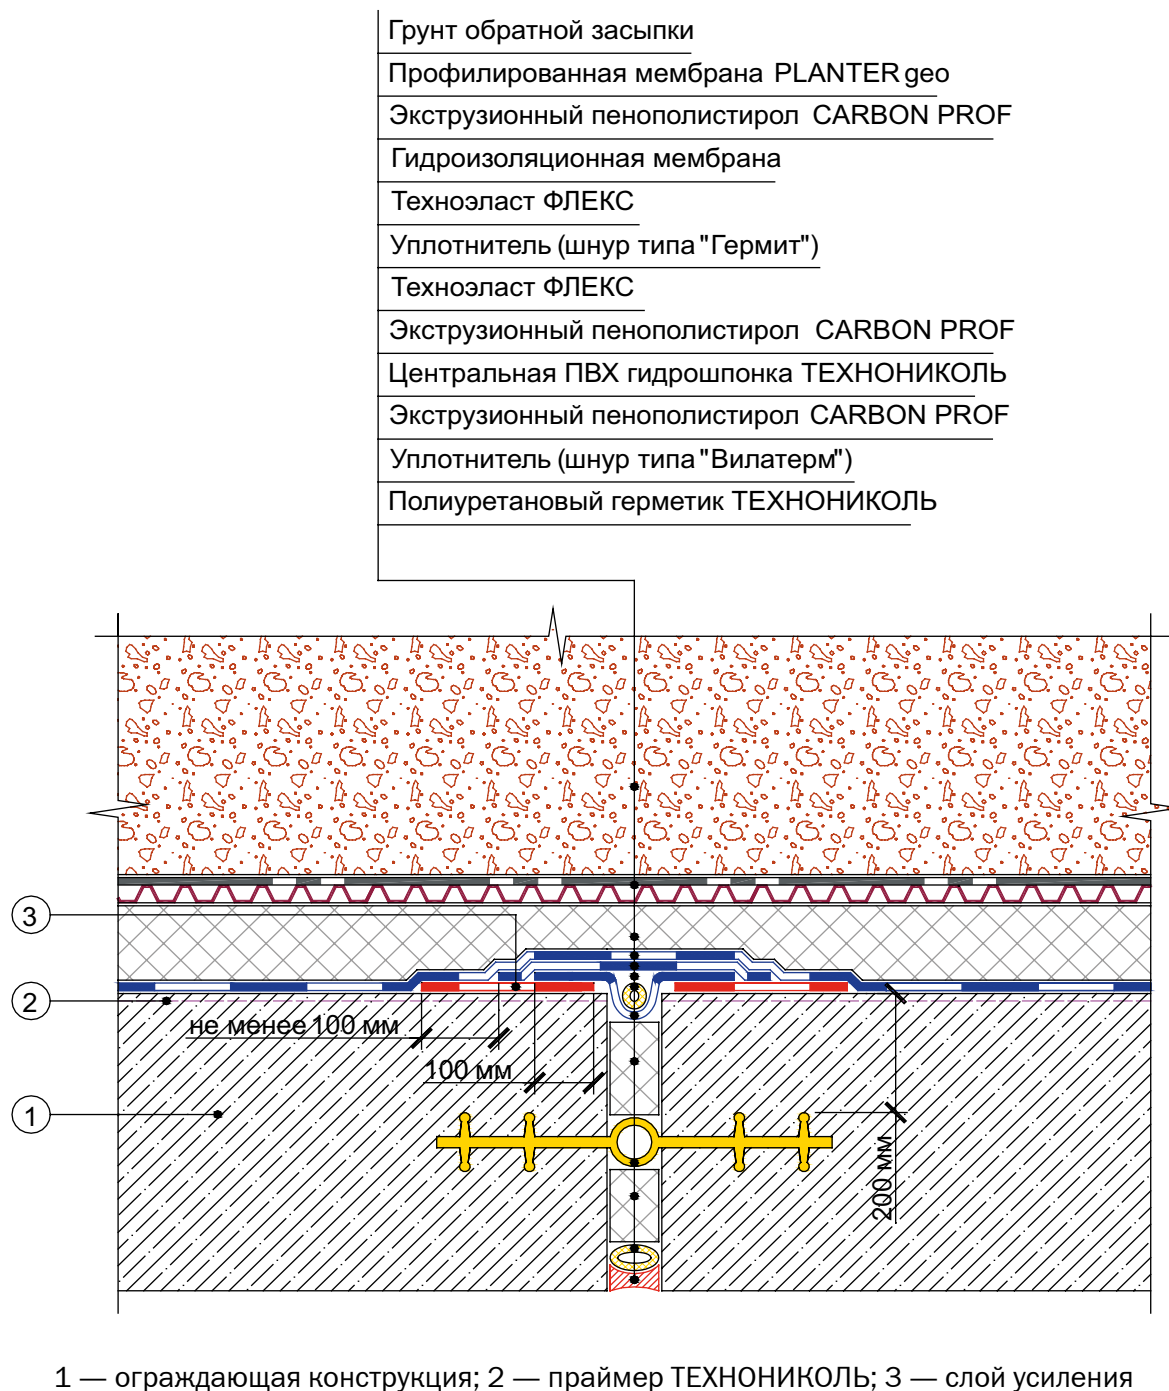 Грунт обратной засыпки
Профилированная мембрана PLANTER geo
Экструзионный пенополистирол CARBON PROF
Гидроизоляционная мембрана
Техноэласт ФЛЕКС
Уплотнитель (шнур типа "Гермит")
Техноэласт ФЛЕКС
Экструзионный пенополистирол CARBON PROF
Центральная ПВХ гидрошпонка ТЕХНОНИКОЛЬ
Экструзионный пенополистирол CARBON PROF
Уплотнитель (шнур типа "Вилатерм")
Полиуретановый герметик ТЕХНОНИКОЛЬ
3
2
не менее 100 мм
100 мм
1
200 мм
1 — ограждающая конструкция; 2 — праймер ТЕХНОНИКОЛЬ; 3 — слой усиления